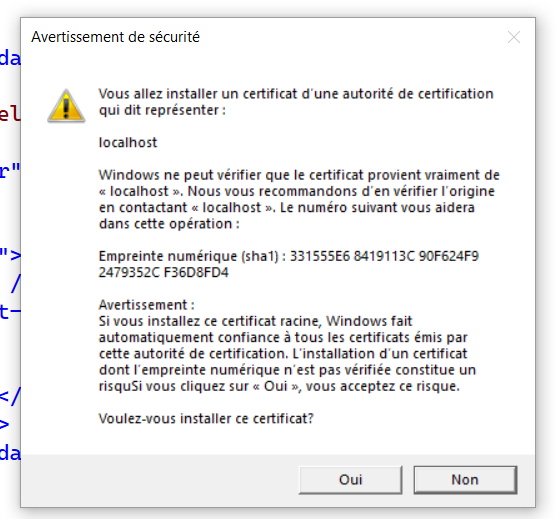 Avertissement de sécurité
Vous allez installer un certificat d'une autorité de certification
qui dit représenter :
localhost
Windows ne peut vérifier que le certificat provient vraiment de
« localhost ». Nous vous recommandons d'en vérifier l'origine
en contactant « localhost ». Le numéro suivant vous aidera
dans cette opération :
Empreinte numérique (sha1) : 331555E6 8419113C 90F624F9
2479352C F36D8FD4
Avertissement :
Si vous installez ce certificat racine, Windows fait
automatiquement confiance à tous les certificats émis par
cette autorité de certification. L'installation d'un certificat
dont l'empreinte numérique n'est pas vérifiée constitue un
risquSi vous cliquez sur « Oui », vous acceptez ce risque.
Voulez-vous installer ce certificat?
Oui
Non
da
el
r"
">
/
t-
</
>
da